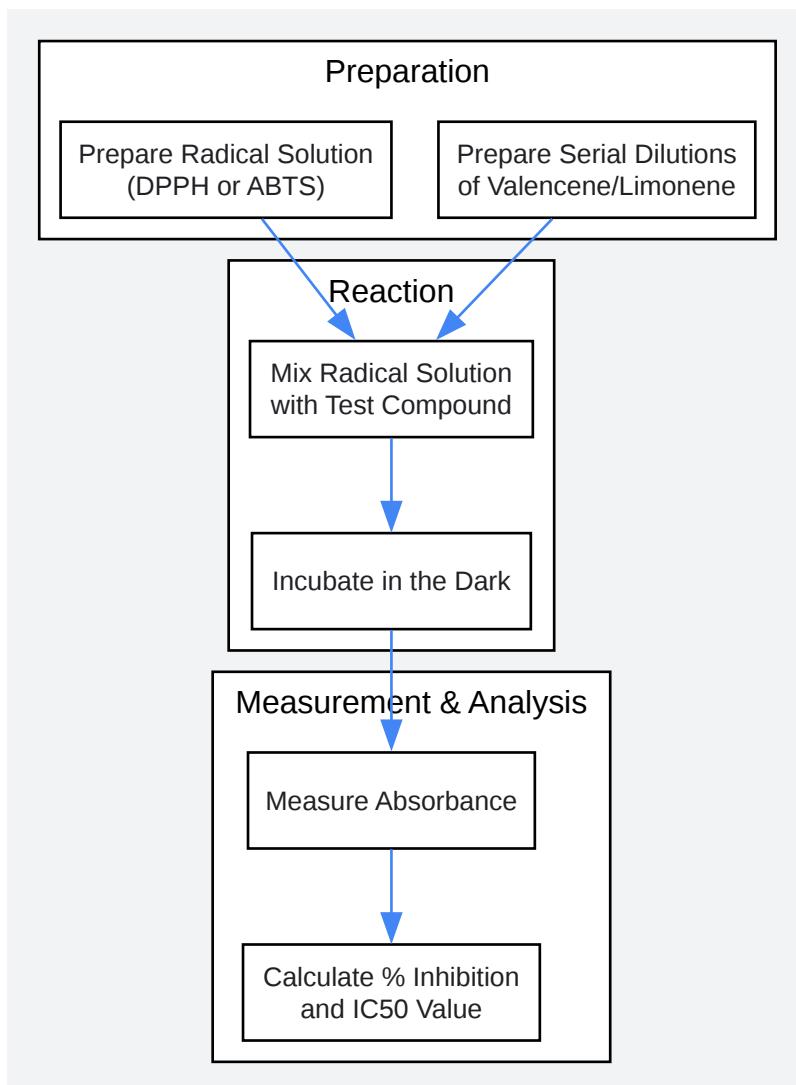 Preparation
Prepare Radical Solution
(DPPH or ABTS)
Prepare Serial Dilutions
of Valencene/Limonene
Reaction
Mix Radical Solution
with Test Compound
Incubate in the Dark
Measurement & Analysis
Measure Absorbance
Calculate % Inhibition
and IC50 Value